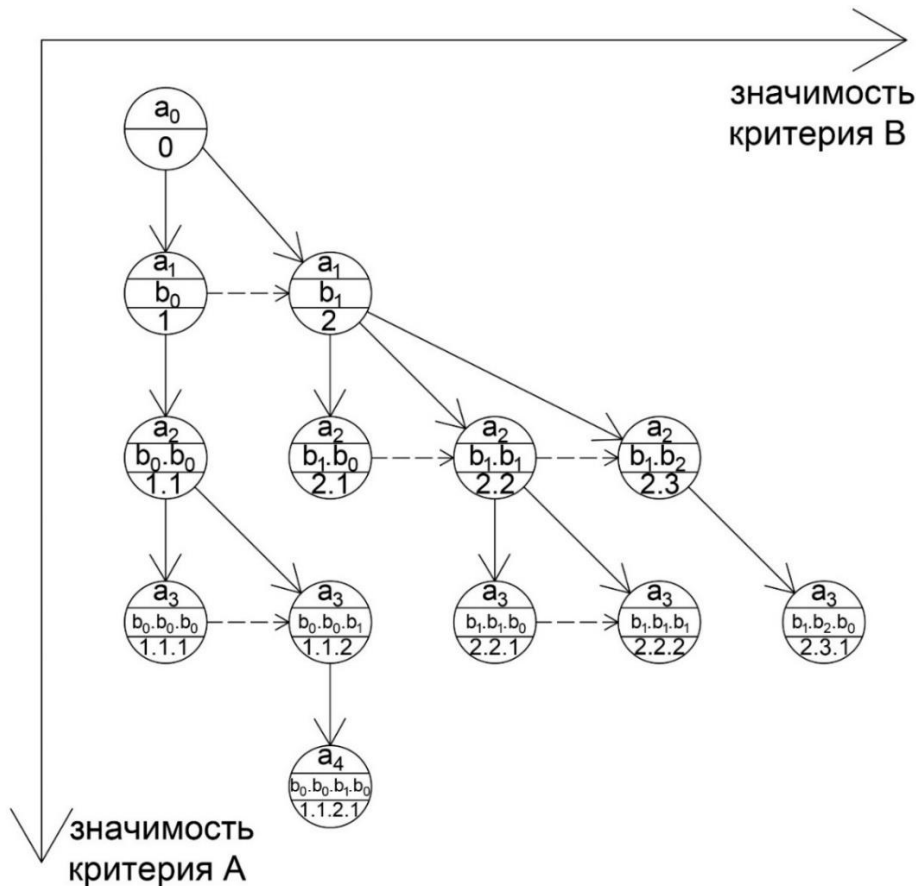 значимость
критерия B
a₀
0
a₁
b₀
1
a₁
b₁
2
a₂
b₀.b₀
1.1
a₂
b₁.b₀
2.1
a₂
b₁.b₁
2.2
a₂
b₁.b₂
2.3
a₃
b₀.b₀.b₀
1.1.1
a₃
b₀.b₀.b₁
1.1.2
a₃
b₁.b₁.b₀
2.2.1
a₃
b₁.b₁.b₁
2.2.2
a₃
b₁.b₂.b₀
2.3.1
a₄
b₀.b₀.b₁.b₀
1.1.2.1
значимость
критерия A